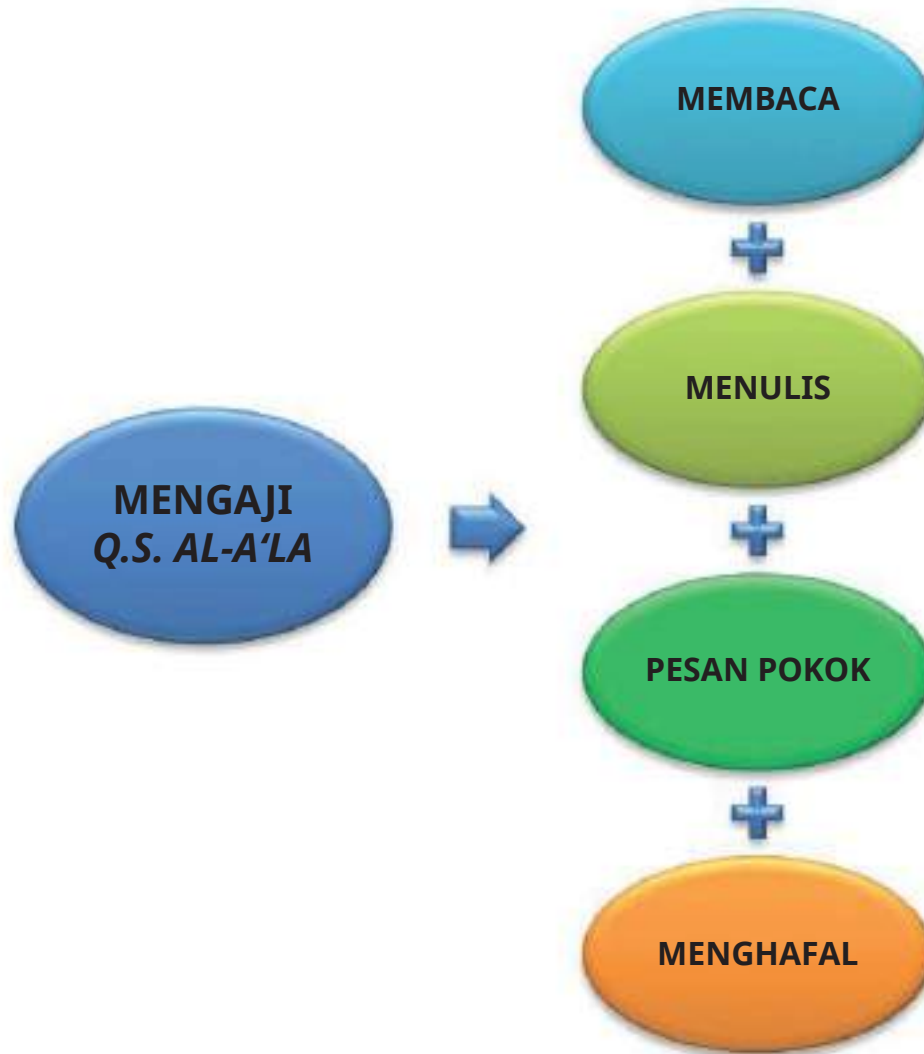 MENGAJI
Q.S. AL-A‘LA
MEMBACA
MENULIS
PESAN POKOK
MENGHAFAL